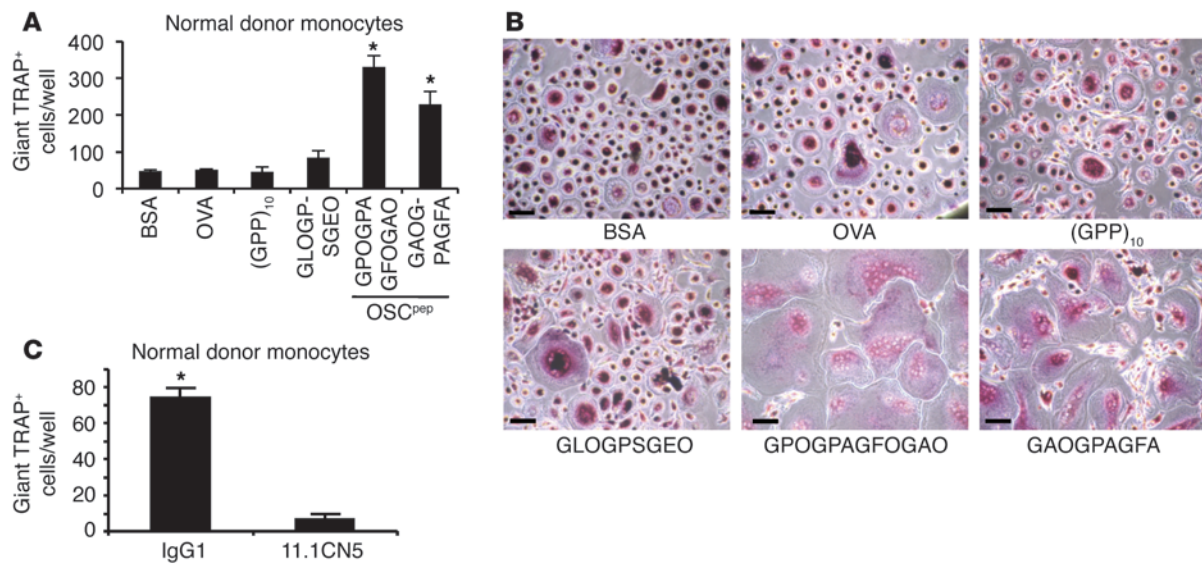 A
Normal donor monocytes
Giant TRAP⁺
cells/well
400
300
200
100
0
*
*
BSA
OVA
(GPP)₁₀
GLOGP-
SGEO
GPOGPA
GFOGAO
GAOG-
PAGFA
OSCᵖᵉᵖ
B
BSA
OVA
(GPP)₁₀
GLOGPSGEO
GPOGPAGFOGAO
GAOGPAGFA
C
Normal donor monocytes
Giant TRAP⁺
cells/well
80
60
40
20
0
*
IgG1
11.1CN5